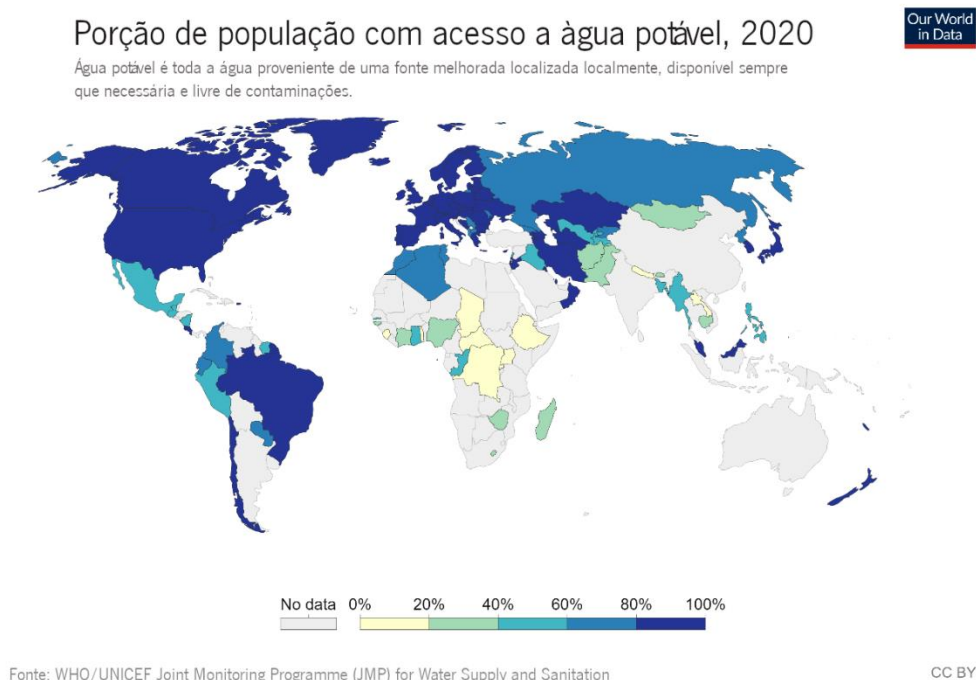 Porção de população com acesso a àgua potável, 2020
Our World
in Data
Água potável é toda a água proveniente de uma fonte melhorada localizada localmente, disponível sempre
que necessária e livre de contaminações.
No data 0% 20% 40% 60% 80% 100%
Fonte: WHO/UNICEF Joint Monitoring Programme (JMP) for Water Supply and Sanitation
CC BY